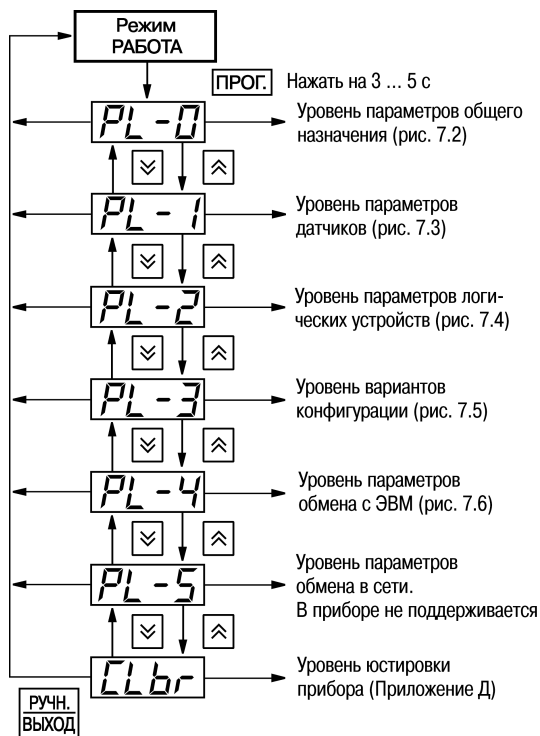 Режим
РАБОТА
ПРОГ. Нажать на 3 ... 5 с
PL-0 Уровень параметров общего
назначения (рис. 7.2)
PL-1 Уровень параметров
датчиков (рис. 7.3)
PL-2 Уровень параметров логи-
ческих устройств (рис. 7.4)
PL-3 Уровень вариантов
конфигурации (рис. 7.5)
PL-4 Уровень параметров
обмена с ЭВМ (рис. 7.6)
PL-5 Уровень параметров
обмена в сети.
В приборе не поддерживается
CLbr Уровень юстировки
прибора (Приложение Д)
РУЧН.
ВЫХОД